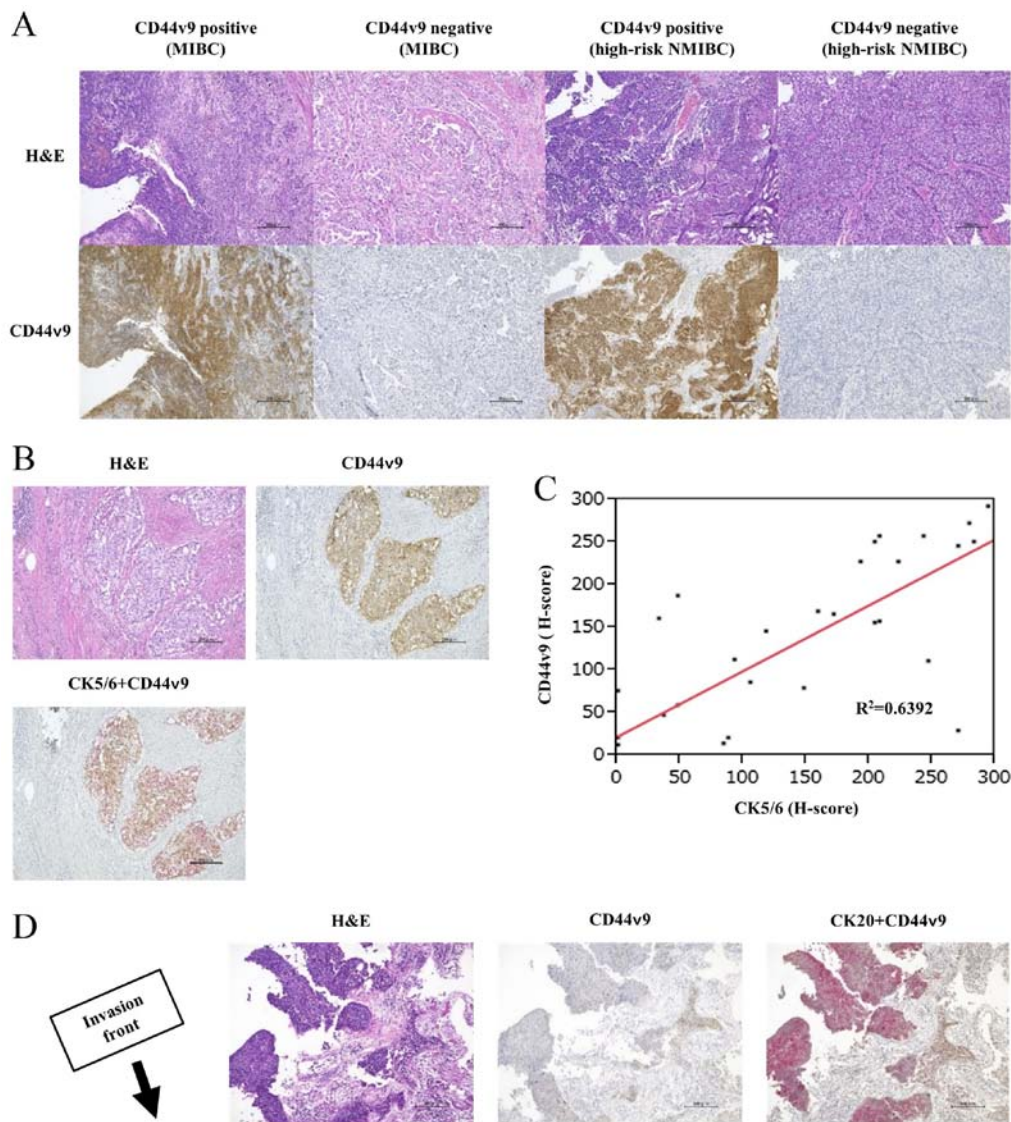 A
CD44v9 positive
(MIBC)
CD44v9 negative
(MIBC)
CD44v9 positive
(high-risk NMIBC)
CD44v9 negative
(high-risk NMIBC)
H&E
CD44v9
B
H&E
CD44v9
CK5/6+CD44v9
C
CD44v9 ( H-score)
300
250
200
150
100
50
0
R²=0.6392
0 50 100 150 200 250 300
CK5/6 (H-score)
D
H&E
CD44v9
CK20+CD44v9
Invasion
front